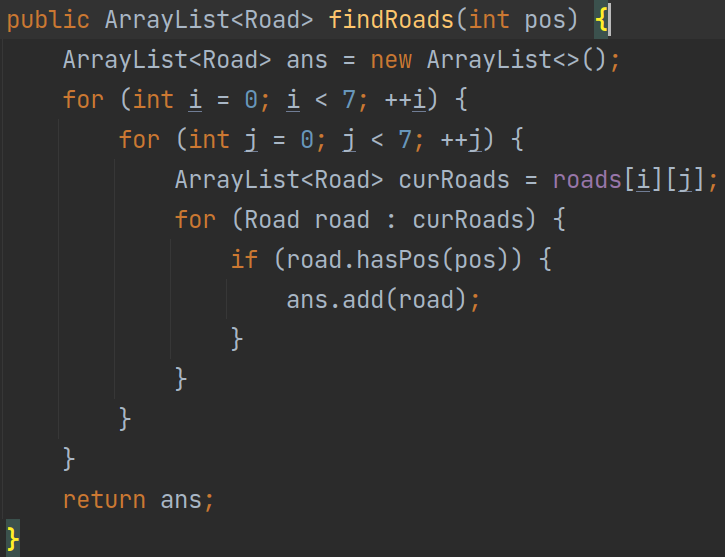 public ArrayList<Road> findRoads(int pos) {
ArrayList<Road> ans = new ArrayList<>();
for (int i = 0; i < 7; ++i) {
for (int j = 0; j < 7; ++j) {
ArrayList<Road> curRoads = roads[i][j];
for (Road road : curRoads) {
if (road.hasPos(pos)) {
ans.add(road);
}
}
}
}
return ans;
}